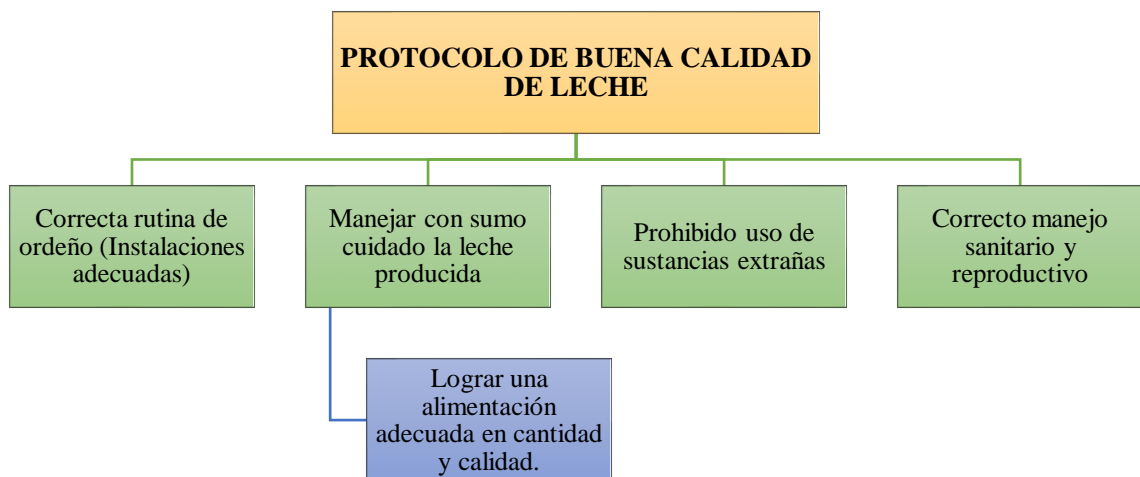 PROTOCOLO DE BUENA CALIDAD
DE LECHE
Correcta rutina de
ordeño (Instalaciones
adecuadas)
Manejar con sumo
cuidado la leche
producida
Prohibido uso de
sustancias extrañas
Correcto manejo
sanitario y
reproductivo
Lograr una
alimentación
adecuada en cantidad
y calidad.